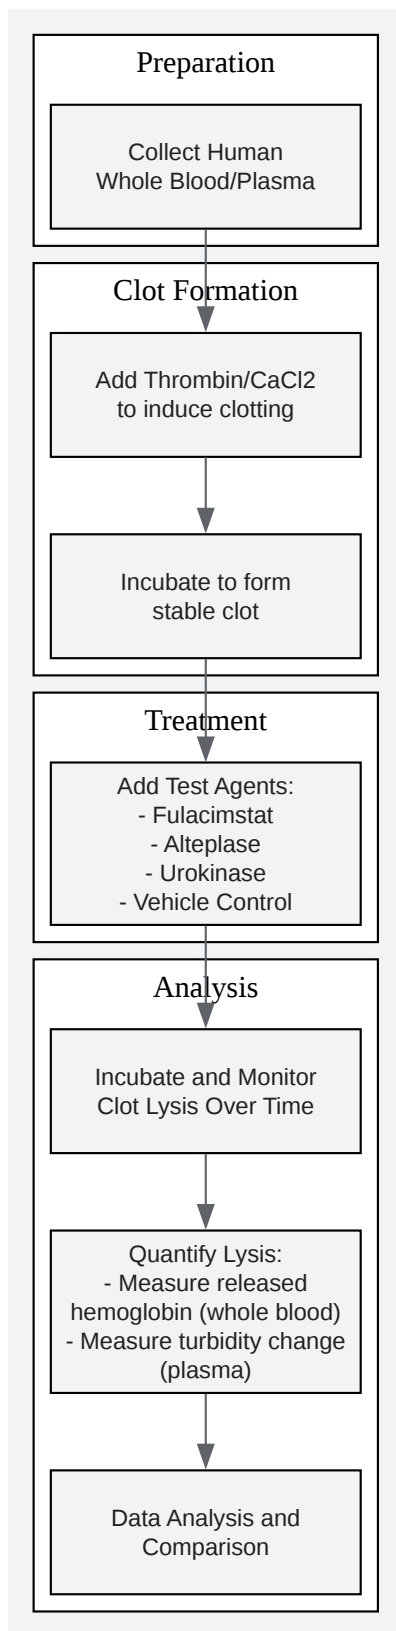 Preparation
Collect Human
Whole Blood/Plasma
Clot Formation
Add Thrombin/CaCl2
to induce clotting
Incubate to form
stable clot
Treatment
Add Test Agents:
- Fulacimstat
- Alteplase
- Urokinase
- Vehicle Control
Analysis
Incubate and Monitor
Clot Lysis Over Time
Quantify Lysis:
- Measure released
hemoglobin (whole blood)
- Measure turbidity change
(plasma)
Data Analysis and
Comparison